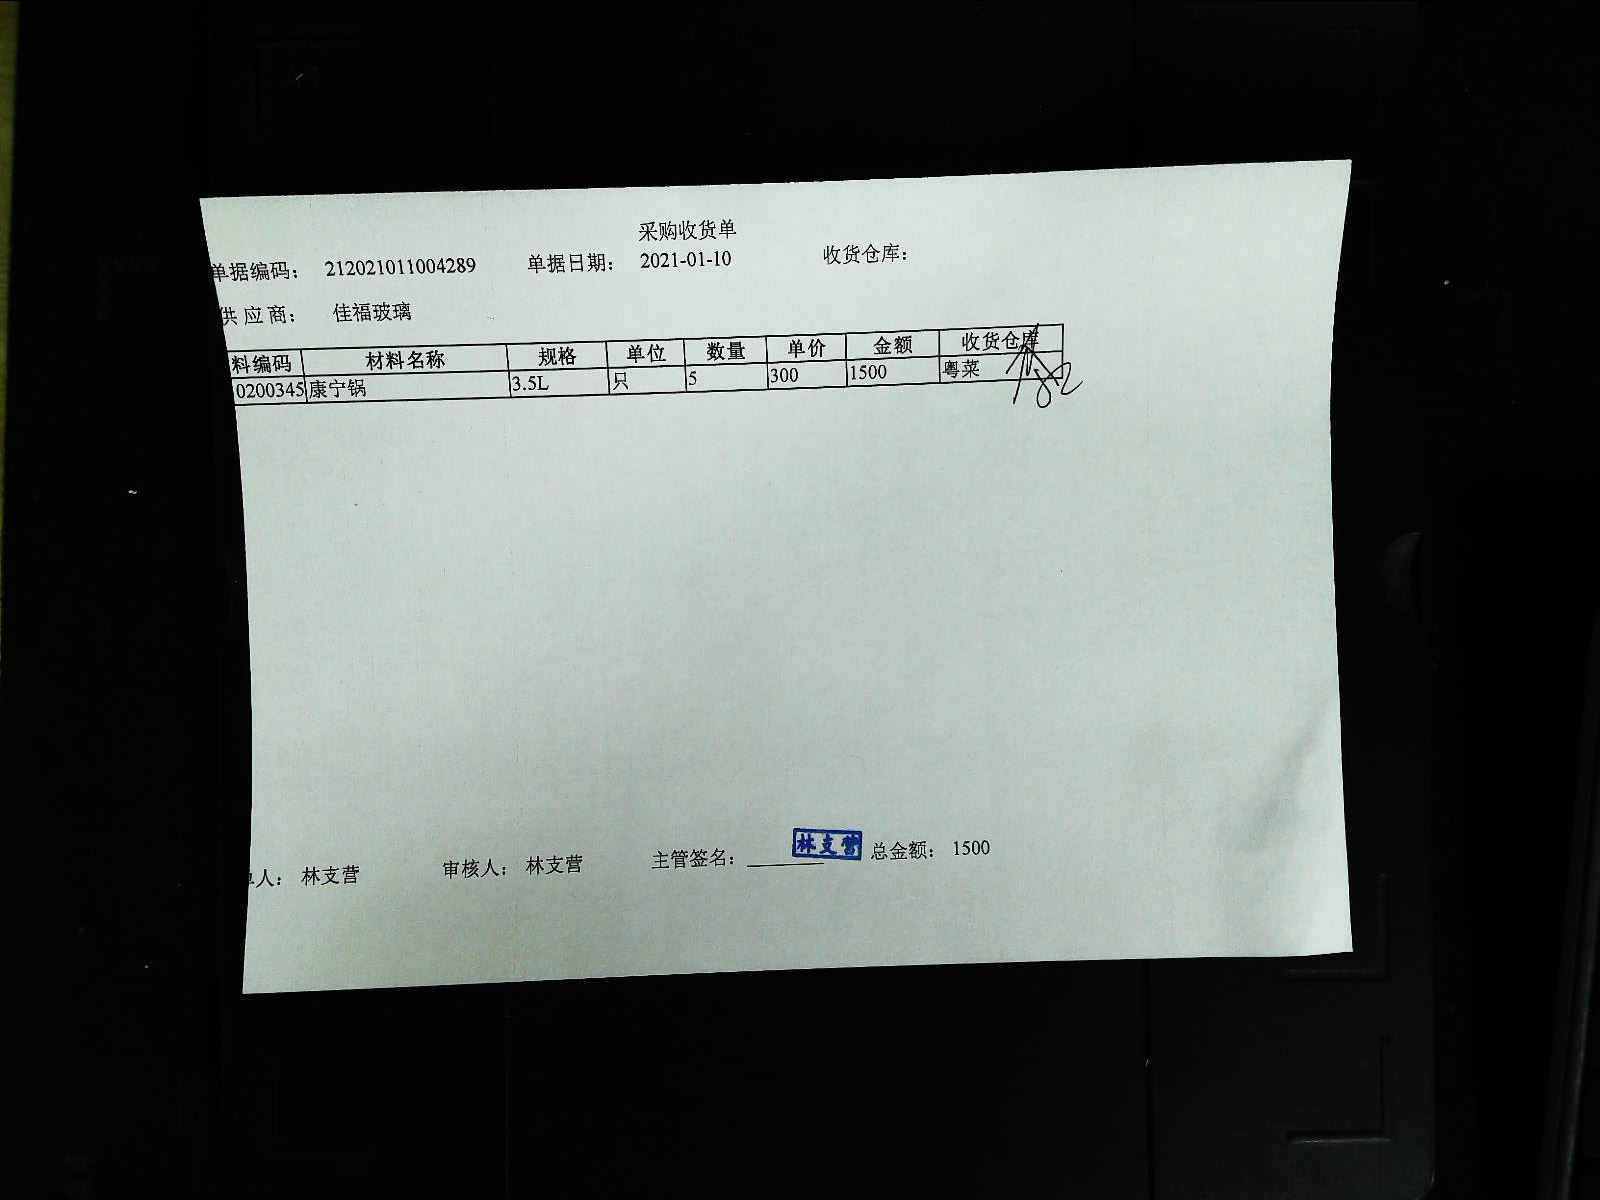 采购收货单
单据编码： 212021011004289 单据日期： 2021-01-10 收货仓库：
供应商： 佳福玻璃
料编码 材料名称 规格 单位 数量 单价 金额 收货仓库
0200345 康宁锅 3.5L 只 5 300 1500 粤菜
单人： 林支营 审核人： 林支营 主管签名： 林支营 总金额： 1500